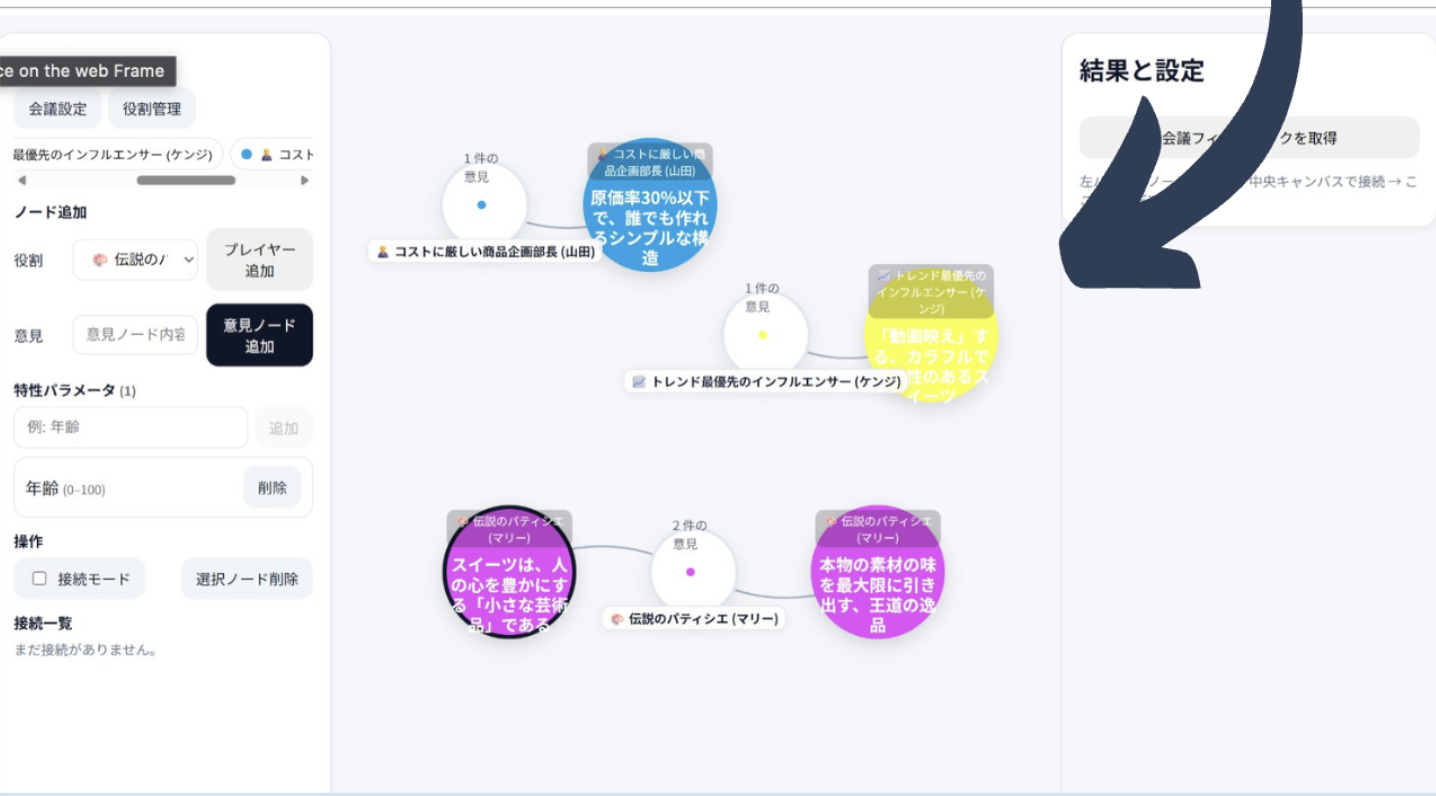 ce on the web Frame
会議設定
役割管理
最優先のインフルエンサー (ケンジ)
コスト
ノード追加
役割
伝説のパ
プレイヤー
追加
意見
意見ノード内容
意見ノード
追加
特性パラメータ (1)
例: 年齢
追加
年齢 (0–100)
削除
操作
接続モード
選択ノード削除
接続一覧
まだ接続がありません。
1 件の
意見
コストに厳しい商品企画部長 (山田)
コストに厳しい商
品企画部長 (山田)
原価率30%以下
で、誰でも作れ
るシンプルな構
造
1 件の
意見
トレンド最優先のインフルエンサー (ケンジ)
トレンド最優先の
インフルエンサー (ケ
ンジ)
「動画映え」す
る、カラフルで
性のあるス
イーツ
伝説のパティシエ
(マリー)
スイーツは、人
の心を豊かにす
る「小さな芸術
品」である
2 件の
意見
伝説のパティシエ (マリー)
伝説のパティシエ
(マリー)
本物の素材の味
を最大限に引き
出す、王道の逸
品
結果と設定
会議フィ
クを取得
中央キャンバスで接続 → こ